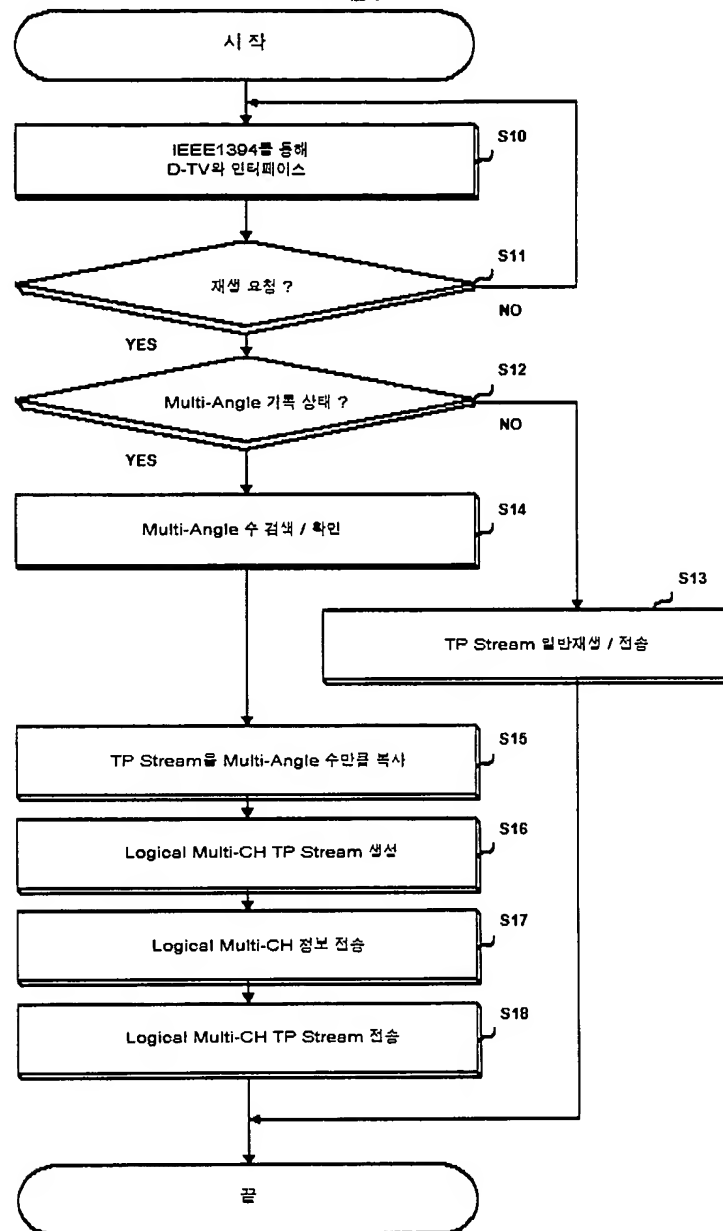 시 작
S10
IEEE1394를 통해
D-TV와 인터페이스
S11
재생 요청 ?
NO
YES
S12
Multi-Angle 기록 상태 ?
NO
YES
S14
Multi-Angle 수 검색 / 확인
S13
TP Stream 일반재생 / 전송
S15
TP Stream을 Multi-Angle 수만큼 복사
S16
Logical Multi-CH TP Stream 생성
S17
Logical Multi-CH 정보 전송
S18
Logical Multi-CH TP Stream 전송
끝